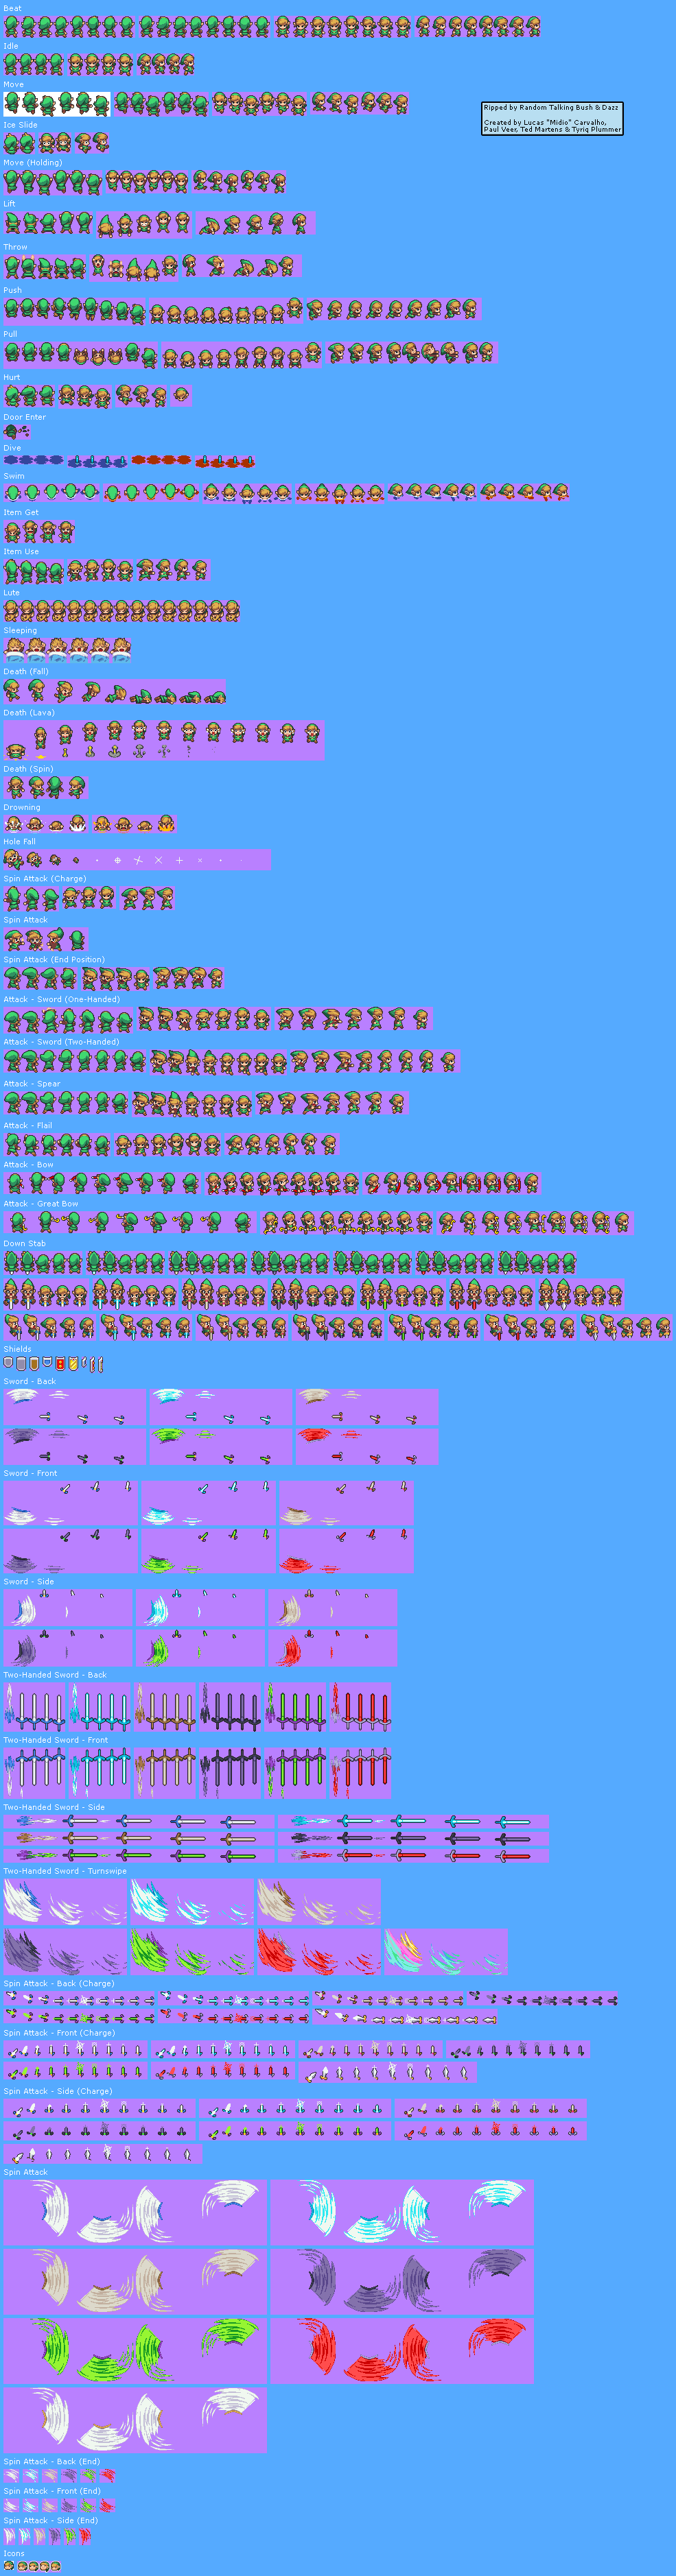 Beat
Idle
Move
Ripped by Random Talking Bush & Dazz
Created by Lucas "Midio" Carvalho,
Paul Veer, Ted Martens & Tyriq Plummer
Ice Slide
Move (Holding)
Lift
Throw
Push
Pull
Hurt
Door Enter
Dive
Swim
Item Get
Item Use
Lute
Sleeping
Death (Fall)
Death (Lava)
Death (Spin)
Drowning
Hole Fall
Spin Attack (Charge)
Spin Attack
Spin Attack (End Position)
Attack - Sword (One-Handed)
Attack - Sword (Two-Handed)
Attack - Spear
Attack - Flail
Attack - Bow
Attack - Great Bow
Down Stab
Shields
Sword - Back
Sword - Front
Sword - Side
Two-Handed Sword - Back
Two-Handed Sword - Front
Two-Handed Sword - Side
Two-Handed Sword - Turnswipe
Spin Attack - Back (Charge)
Spin Attack - Front (Charge)
Spin Attack - Side (Charge)
Spin Attack
Spin Attack - Back (End)
Spin Attack - Front (End)
Spin Attack - Side (End)
Icons